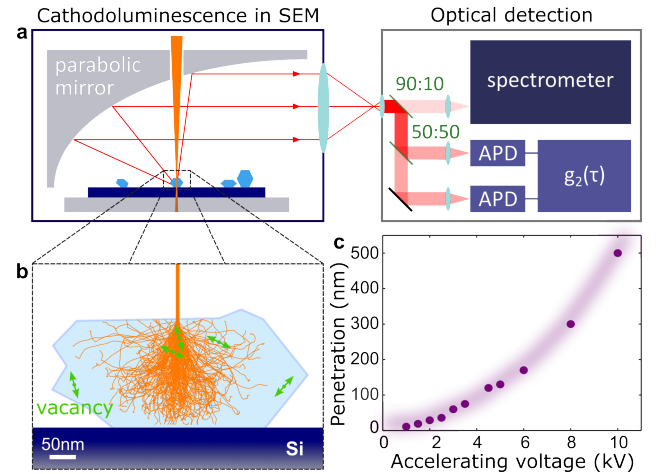 Cathodoluminescence in SEM
Optical detection
a
parabolic
mirror
90:10
spectrometer
50:50
APD
g₂(τ)
APD
b
vacancy
50nm
Si
c
Penetration (nm)
500
400
300
200
100
0
0
2
4
6
8
10
Accelerating voltage (kV)